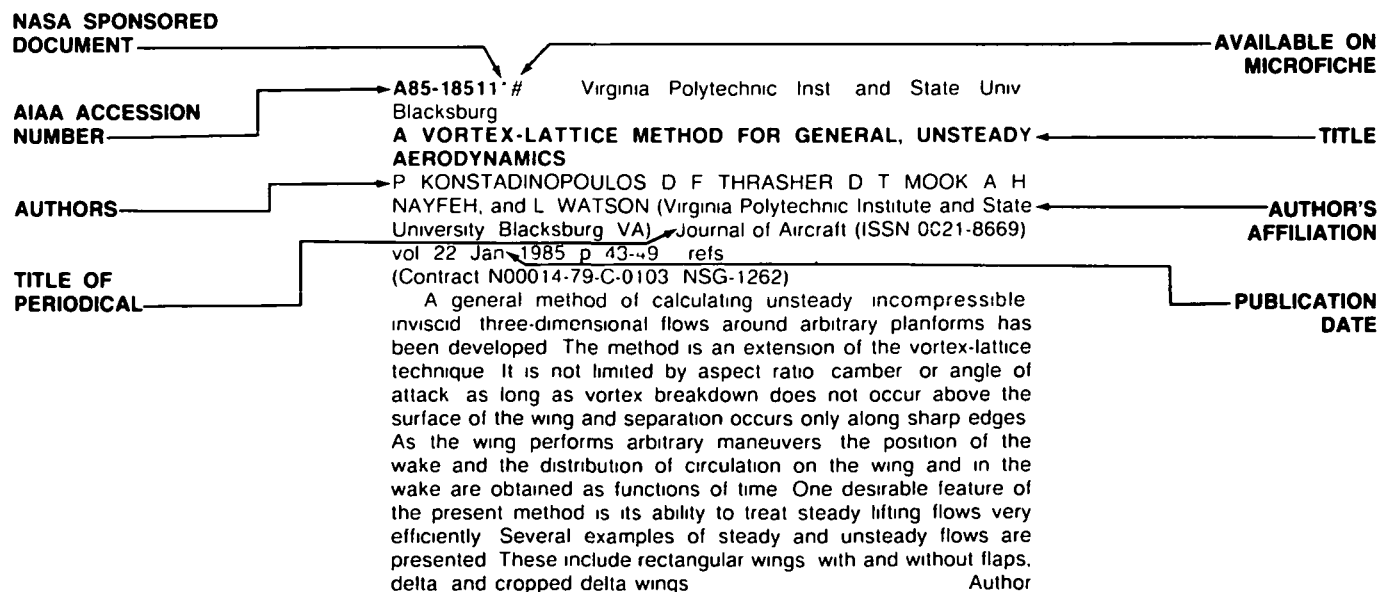 NASA SPONSORED
DOCUMENT
AVAILABLE ON
MICROFICHE
A85-18511*# Virginia Polytechnic Inst and State Univ
Blacksburg
AIAA ACCESSION
NUMBER
A VORTEX-LATTICE METHOD FOR GENERAL, UNSTEADY
AERODYNAMICS
TITLE
P KONSTADINOPOULOS D F THRASHER D T MOOK A H
NAYFEH, and L WATSON (Virginia Polytechnic Institute and State
University Blacksburg VA) Journal of Aircraft (ISSN 0021-8669)
vol 22 Jan 1985 p 43-49 refs
(Contract N00014-79-C-0103 NSG-1262)
AUTHORS
AUTHOR'S
AFFILIATION
TITLE OF
PERIODICAL
PUBLICATION
DATE
A general method of calculating unsteady incompressible
inviscid three-dimensional flows around arbitrary planforms has
been developed The method is an extension of the vortex-lattice
technique It is not limited by aspect ratio camber or angle of
attack as long as vortex breakdown does not occur above the
surface of the wing and separation occurs only along sharp edges
As the wing performs arbitrary maneuvers the position of the
wake and the distribution of circulation on the wing and in the
wake are obtained as functions of time One desirable feature of
the present method is its ability to treat steady lifting flows very
efficiently Several examples of steady and unsteady flows are
presented These include rectangular wings with and without flaps,
delta and cropped delta wings Author